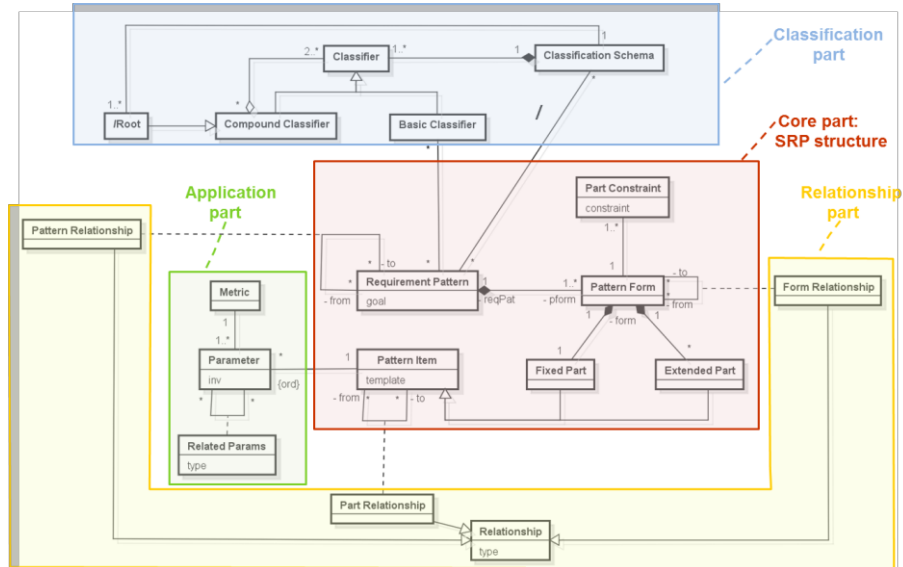 Classification
part
1
2..*
Classifier
1..*
1
Classification Schema
*
1..*
*
/
/Root
Compound Classifier
Basic Classifier
*
Core part:
SRP structure
Application
part
Part Constraint
constraint
Relationship
part
Pattern Relationship
1..*
*
*
* - to
1
- to
Metric
*
Requirement Pattern
1
1..*
Pattern Form
*
*
Form Relationship
- from
goal
- reqPat
- pform
- from
1
1
- form
1
1..*
*
1
1
*
Parameter
Pattern Item
Fixed Part
Extended Part
inv
{ord}
template
*
*
- from
*
*
- to
Related Params
type
Part Relationship
Relationship
type